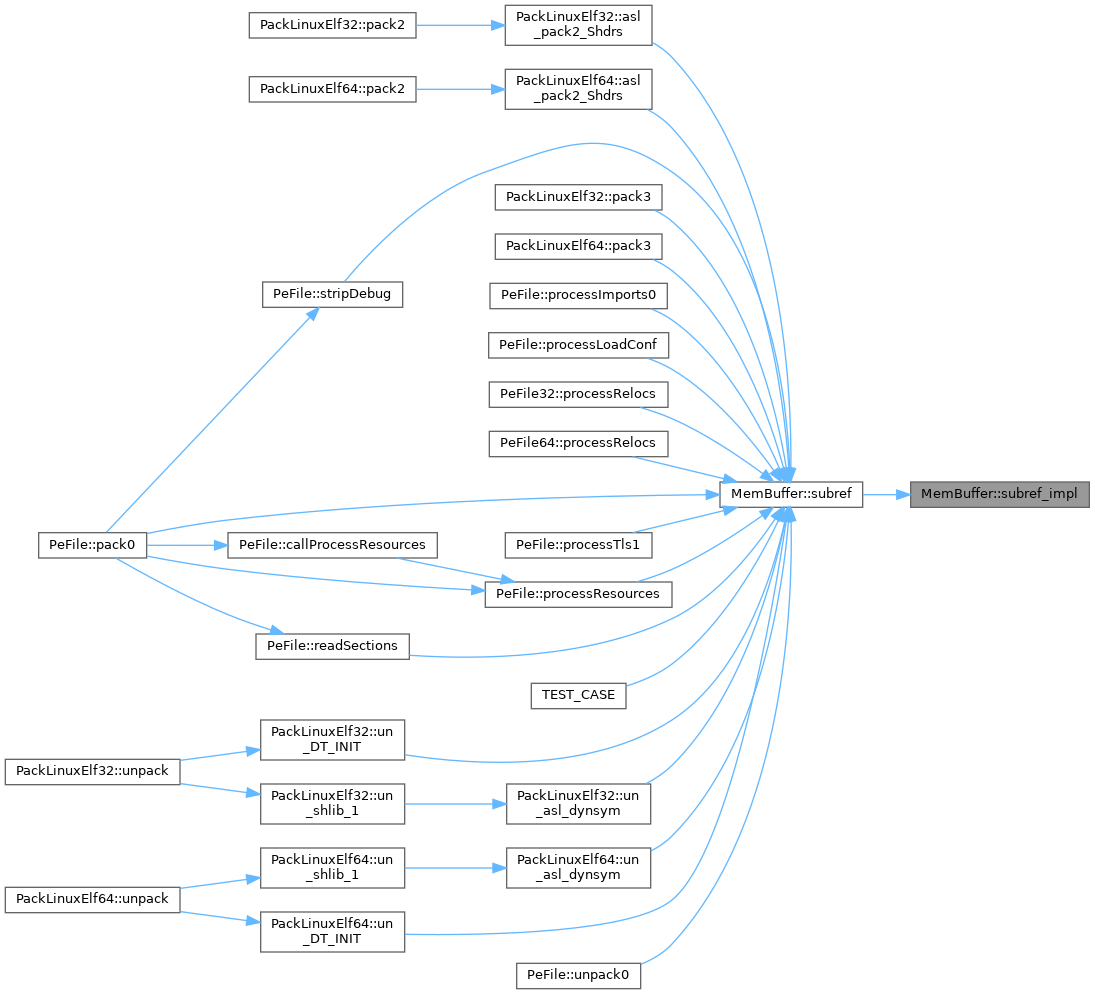 PackLinuxElf32::pack2
PackLinuxElf32::asl
_pack2_Shdrs
PackLinuxElf64::pack2
PackLinuxElf64::asl
_pack2_Shdrs
PackLinuxElf32::pack3
PackLinuxElf64::pack3
PeFile::stripDebug
PeFile::processImports0
PeFile::processLoadConf
PeFile32::processRelocs
PeFile64::processRelocs
MemBuffer::subref
MemBuffer::subref_impl
PeFile::pack0
PeFile::callProcessResources
PeFile::processTls1
PeFile::processResources
PeFile::readSections
TEST_CASE
PackLinuxElf32::un
_DT_INIT
PackLinuxElf32::unpack
PackLinuxElf32::un
_shlib_1
PackLinuxElf32::un
_asl_dynsym
PackLinuxElf64::un
_shlib_1
PackLinuxElf64::un
_asl_dynsym
PackLinuxElf64::unpack
PackLinuxElf64::un
_DT_INIT
PeFile::unpack0